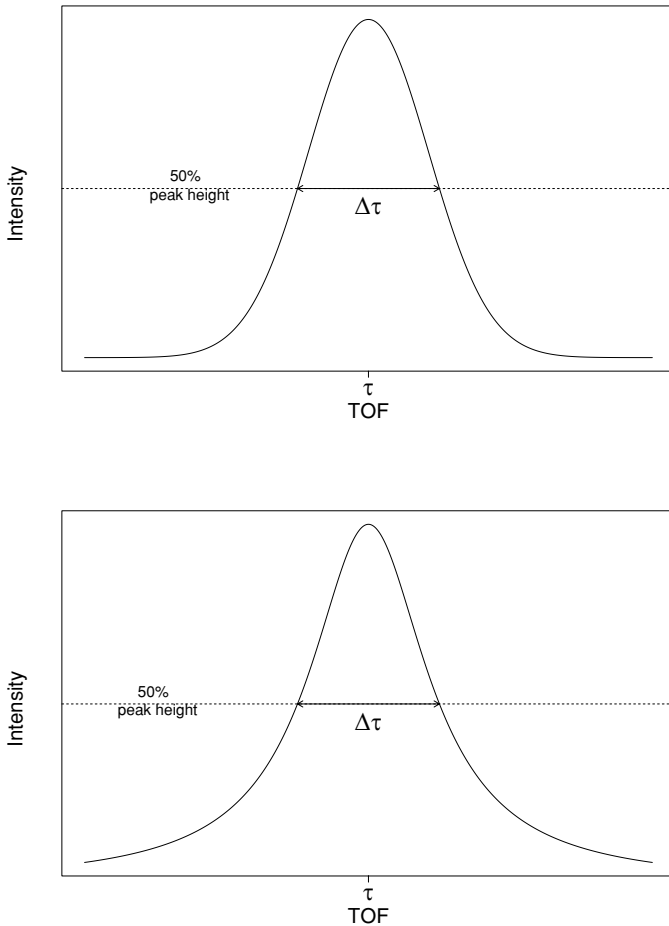 Intensity
50%
peak height
Δτ
τ
TOF
Intensity
50%
peak height
Δτ
τ
TOF